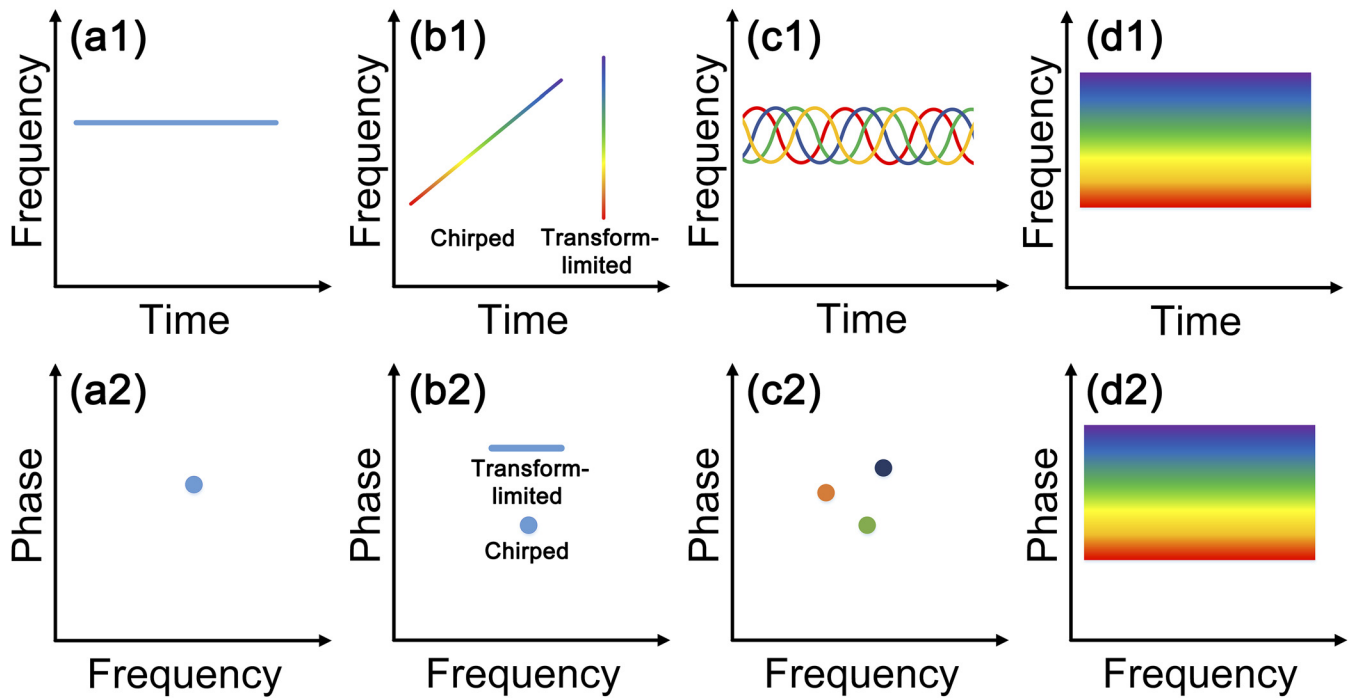 (a1)
Frequency
Time
(b1)
Frequency
Chirped
Transform-
limited
Time
(c1)
Frequency
Time
(d1)
Frequency
Time
(a2)
Phase
Frequency
(b2)
Phase
Transform-
limited
Chirped
Frequency
(c2)
Phase
Frequency
(d2)
Phase
Frequency